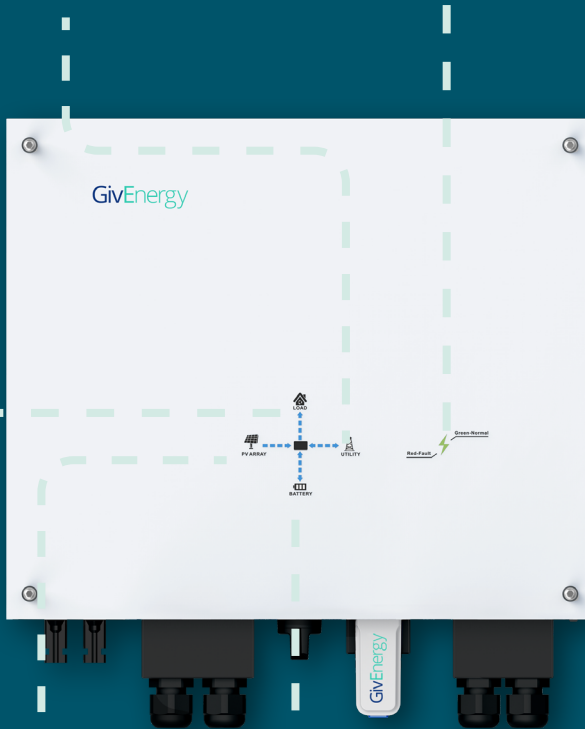 GivEnergy
LOAD
Green-Normal
PV ARRAY
UTILITY
Red-Fault
BATTERY
GivEnergy